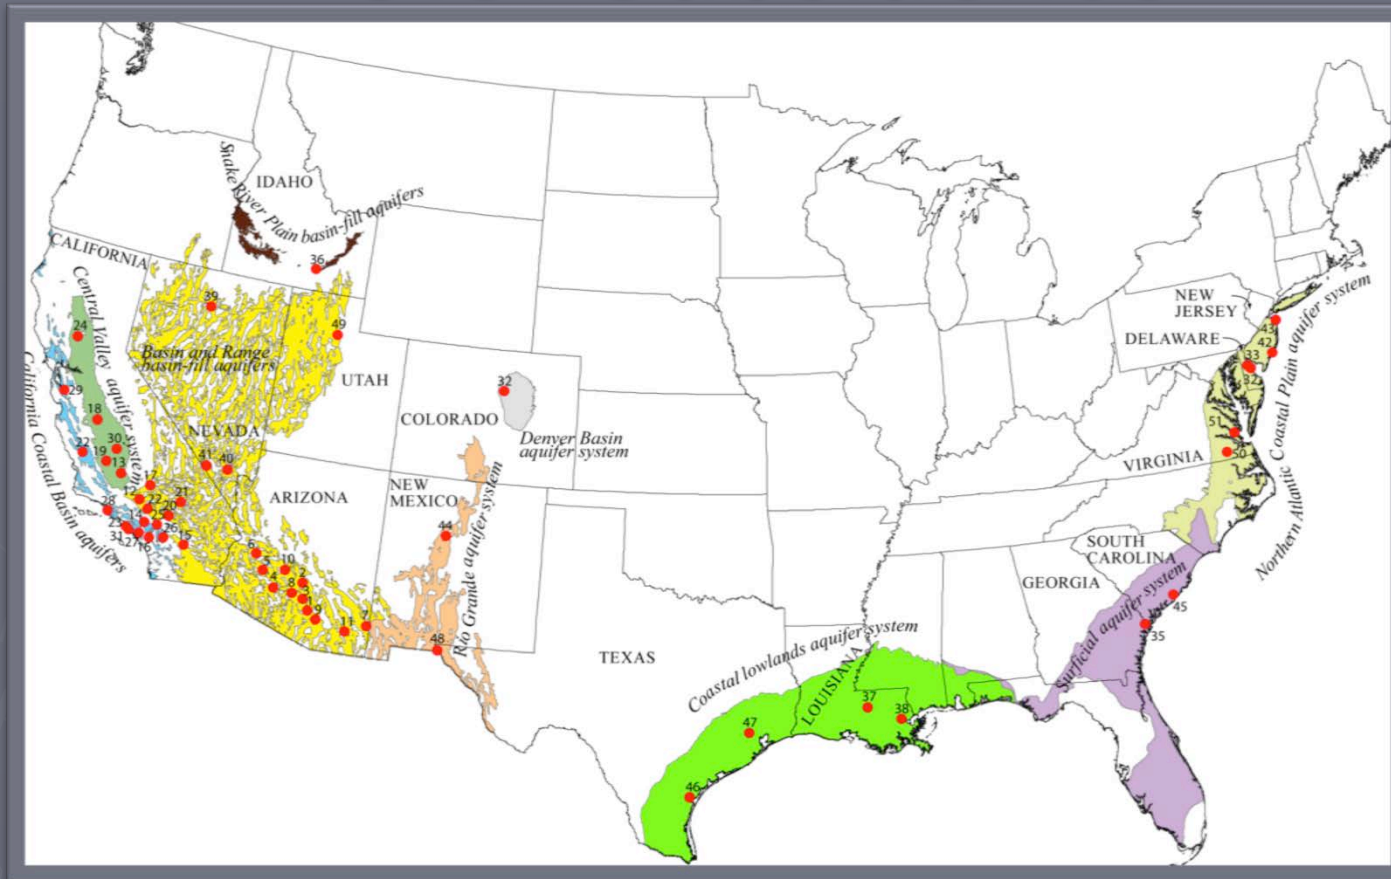 IDAHO
Snake River Plain basin-fill aquifers
36
CALIFORNIA
Central Valley aquifer system
California Coastal Basin aquifers
39
24
49
Basin and Range
basin-fill aquifers
UTAH
29
18
NEVADA
30
22
19
13
41
40
17
12
21
22
20
28
14
25
23
26
31
27
16
15
32
COLORADO
Denver Basin
aquifer system
ARIZONA
NEW
MEXICO
44
Rio Grande aquifer system
6
5
10
4
2
8
3
1
9
11
7
48
TEXAS
Coastal lowlands aquifer system
LOUISIANA
37
38
47
46
NEW
JERSEY
DELAWARE
43
42
33
32
51
50
VIRGINIA
Northern Atlantic Coastal Plain aquifer system
SOUTH
CAROLINA
GEORGIA
Surficial aquifer system
45
35